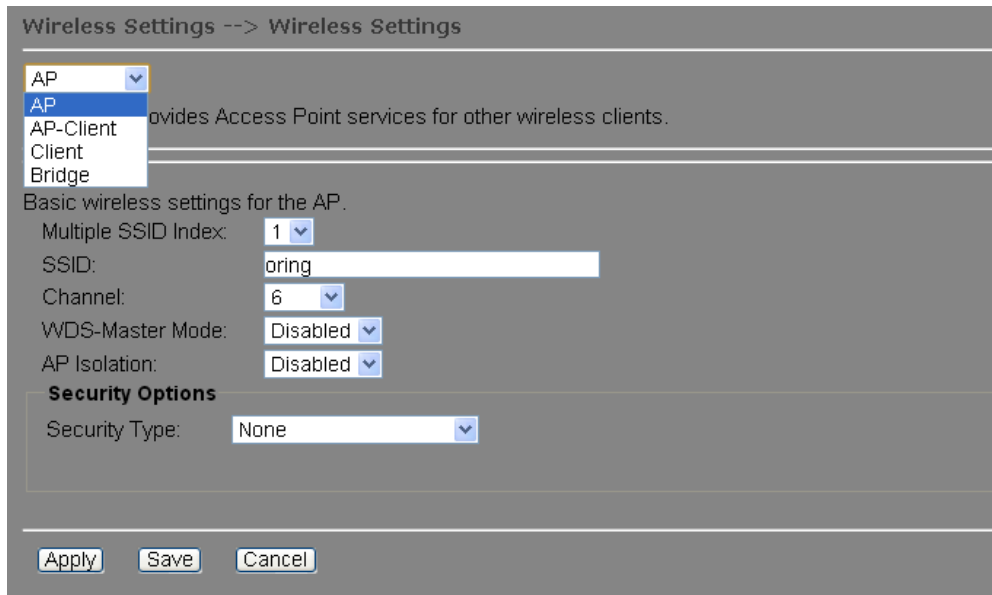 Wireless Settings --> Wireless Settings
AP
AP
AP-Client
Client
Bridge
ovides Access Point services for other wireless clients.
Basic wireless settings for the AP.
Multiple SSID Index: 1
SSID: oring
Channel: 6
WDS-Master Mode: Disabled
AP Isolation: Disabled
Security Options
Security Type: None
Apply Save Cancel